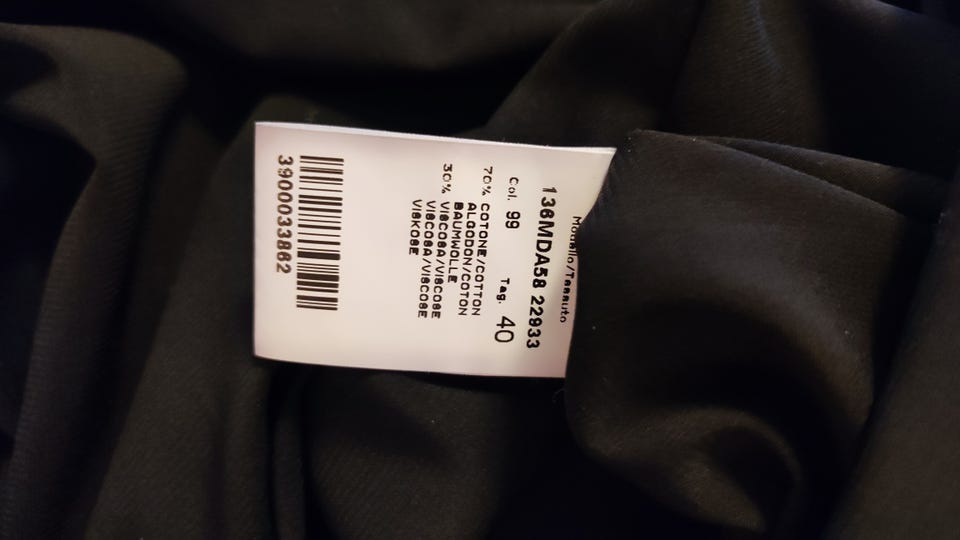 Modello/Tessuto
136MDA58 22933
Col. 99 Tag. 40
70% COTONE/COTTON
ALGODON/COTON
BAUMWOLLE
30% VISCOSA/VISCOSE
VISCOSA/VISCOSE
VISKOSE
3900033862